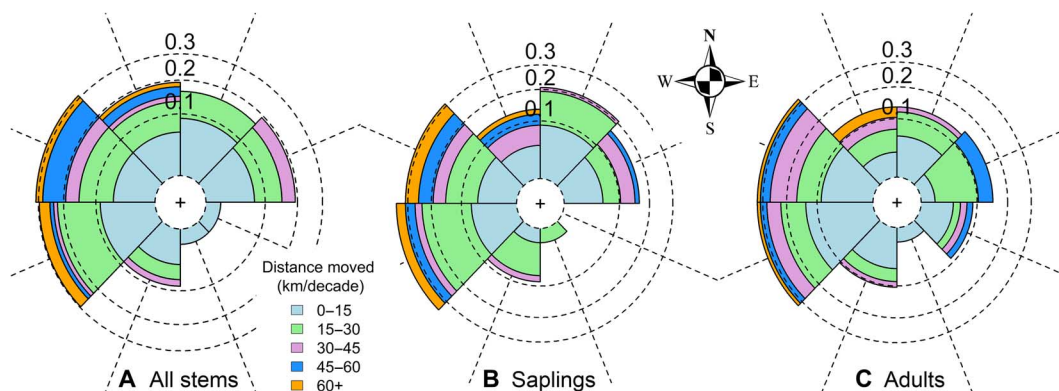 0.3
0.2
0.1
0.3
0.2
0.1
N
W E
S
0.3
0.2
0.1
Distance moved
(km/decade)
0–15
15–30
30–45
45–60
60+
A All stems
B Saplings
C Adults